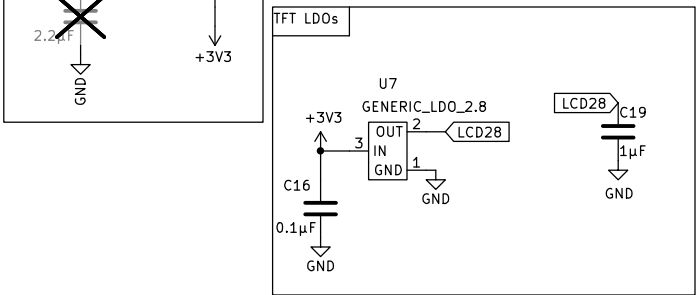 2.2µF
GND
+3V3
TFT LDOs
U7
GENERIC_LDO_2.8
+3V3
3
IN
OUT
2
LCD28
GND
1
GND
C16
0.1µF
GND
LCD28
C19
1µF
GND